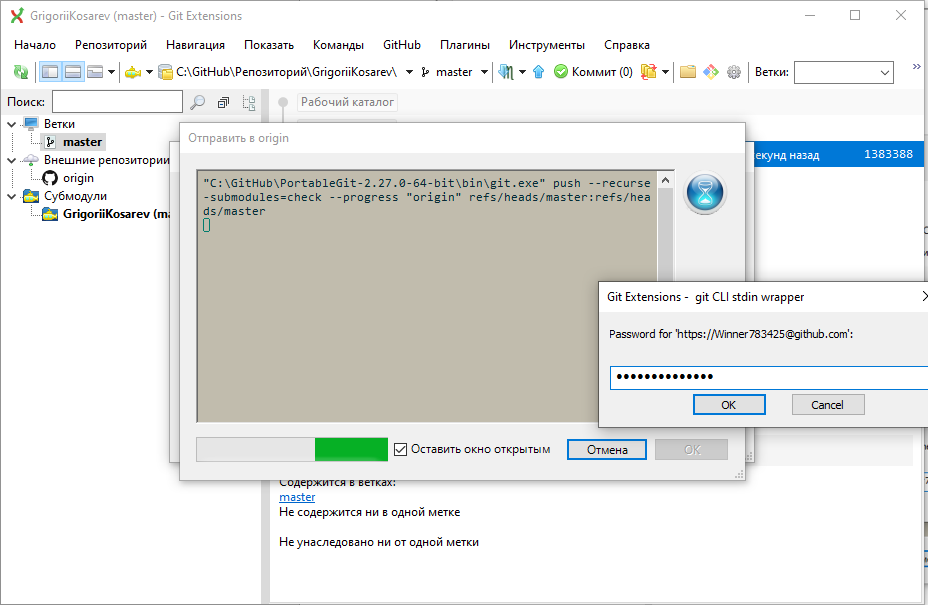 GrigoriiKosarev (master) - Git Extensions
Начало Репозиторий Навигация Показать Команды GitHub Плагины Инструменты Справка
C:\GitHub\Репозиторий\GrigoriiKosarev\ master Коммит (0) Ветки: »
Поиск:
Рабочий каталог
Ветки
master
Внешние репозитории
origin
Субмодули
GrigoriiKosarev (ma
секунд назад 1383388
Отправить в origin
"C:\GitHub\PortableGit-2.27.0-64-bit\bin\git.exe" push --recurse
-submodules=check --progress "origin" refs/heads/master:refs/hea
ds/master
Git Extensions - git CLI stdin wrapper
Password for 'https://Winner783425@github.com':
●●●●●●●●●●●●●●
OK Cancel
Оставить окно открытым Отмена OK
Содержится в ветках:
master
Не содержится ни в одной метке
Не унаследовано ни от одной метки